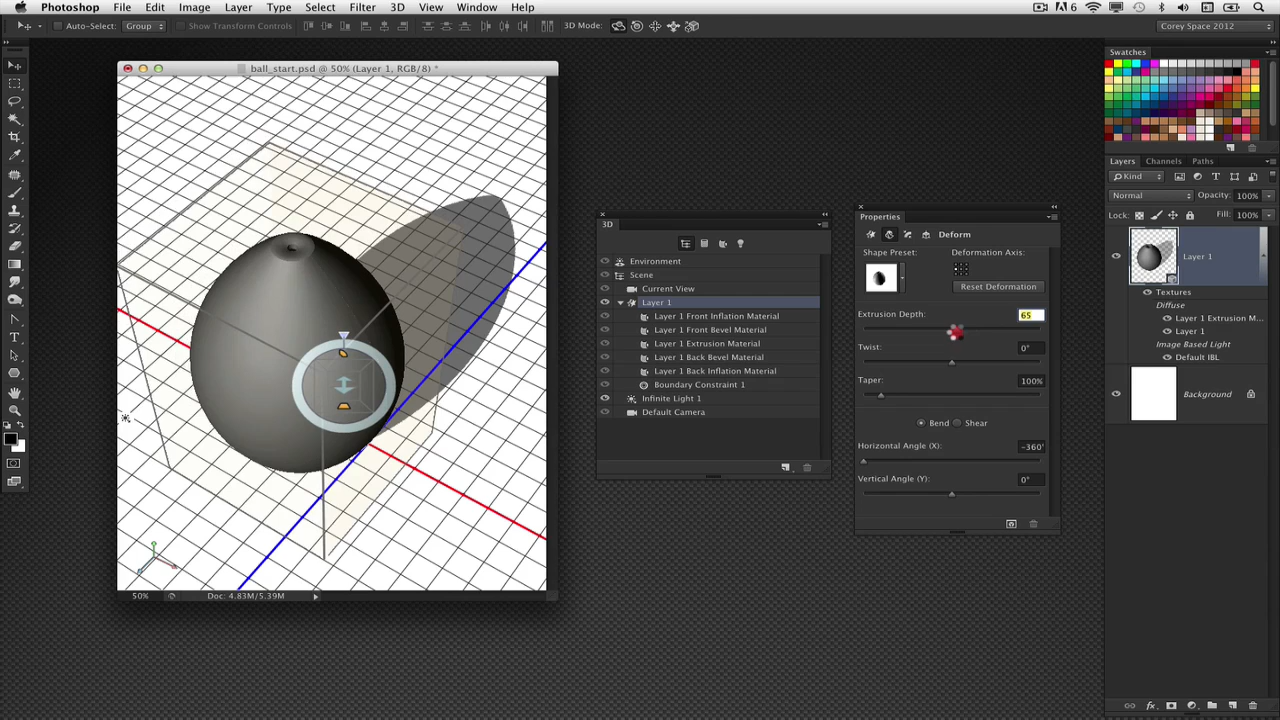 Photoshop File Edit Image Layer Type Select Filter 3D View Window Help 6
Auto-Select: Group Show Transform Controls 3D Mode: Corey Space 2012
ball_start.psd @ 50% (Layer 1, RGB/8) *
50% Doc: 4.83M/5.39M
3D
Environment
Scene
Current View
Layer 1
Layer 1 Front Inflation Material
Layer 1 Front Bevel Material
Layer 1 Extrusion Material
Layer 1 Back Bevel Material
Layer 1 Back Inflation Material
Boundary Constraint 1
Infinite Light 1
Default Camera
Properties
Deform
Shape Preset: Deformation Axis:
Reset Deformation
Extrusion Depth: 65
Twist: 0°
Taper: 100%
Bend Shear
Horizontal Angle (X): -360°
Vertical Angle (Y): 0°
Swatches
Layers Channels Paths
Kind
Normal Opacity: 100%
Lock: Fill: 100%
Layer 1
Textures
Diffuse
Layer 1 Extrusion M...
Layer 1
Image Based Light
Default IBL
Background